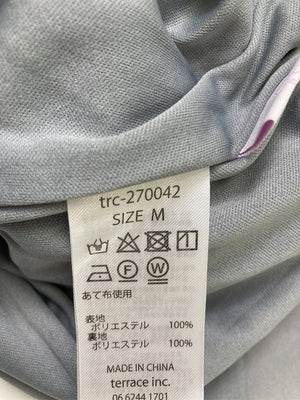 trc-270042
SIZE M
あて布使用
表地
ポリエステル 100%
裏地
ポリエステル 100%
MADE IN CHINA
terrace inc.
06 6244 1701